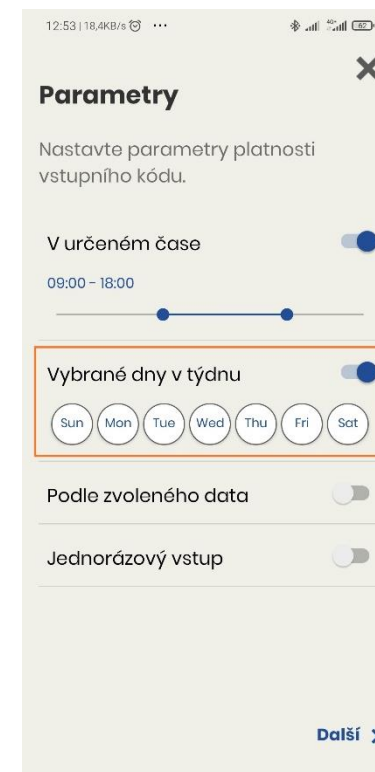 12:53 | 18,4KB/s
Parametry
Nastavte parametry platnosti
vstupního kódu.
V určeném čase
09:00 - 18:00
Vybrané dny v týdnu
Sun Mon Tue Wed Thu Fri Sat
Podle zvoleného data
Jednorázový vstup
Další